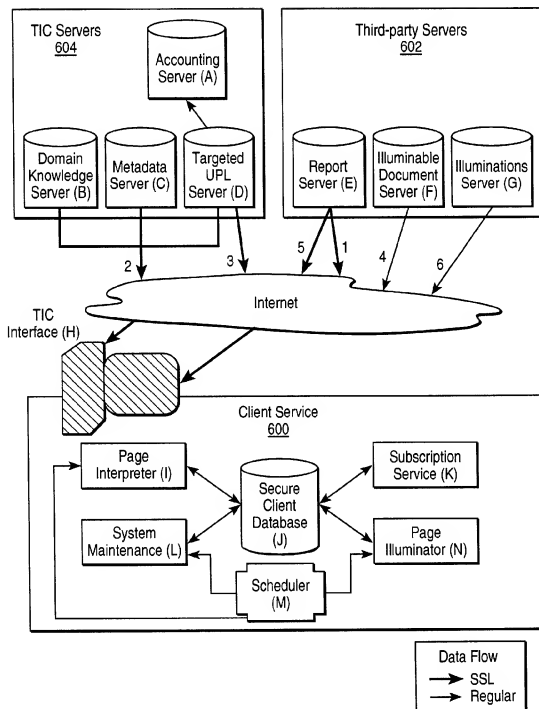 TIC Servers
604
Accounting
Server (A)
Domain
Knowledge
Server (B)
Metadata
Server (C)
Targeted
UPL
Server (D)
Third-party Servers
602
Report
Server (E)
Illuminable
Document
Server (F)
Illuminations
Server (G)
2
3
5
1
4
6
Internet
TIC
Interface (H)
Client Service
600
Page
Interpreter (I)
Secure
Client
Database
(J)
Subscription
Service (K)
System
Maintenance (L)
Page
Illuminator (N)
Scheduler
(M)
Data Flow
SSL
Regular